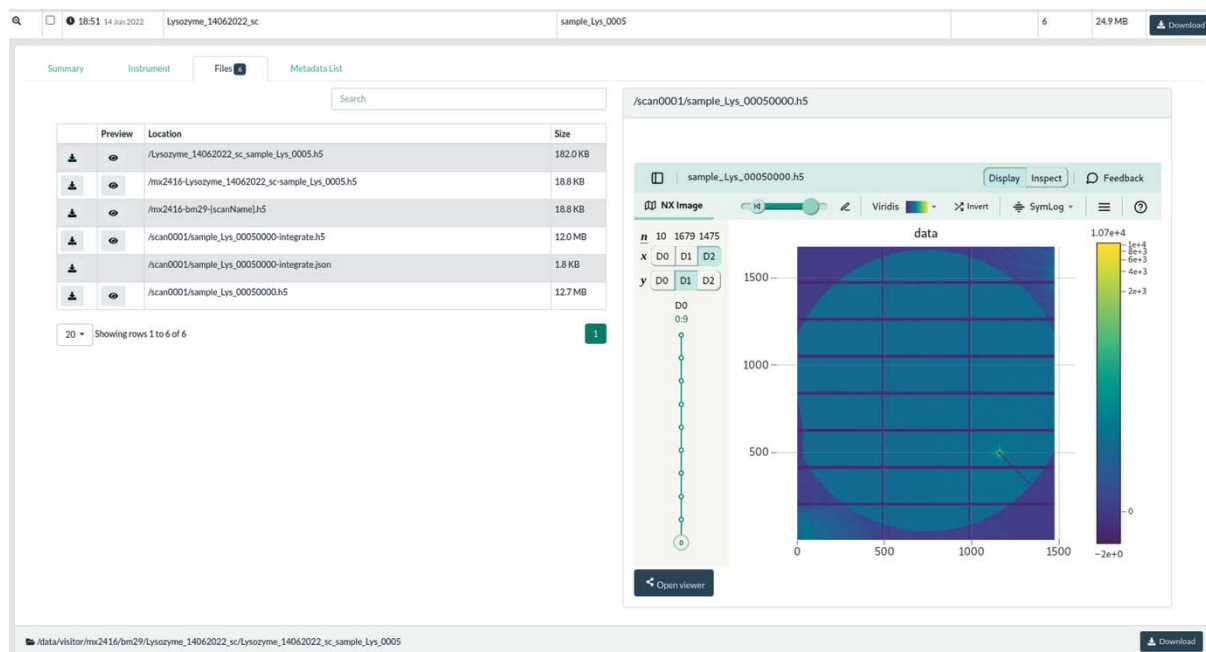 18:51 14 Jun 2022 Lysozyme_14062022_sc sample_Lys_0005 6 24.9 MB Download
Summary Instrument Files 6 Metadata List
Search
Preview Location Size
/Lysozyme_14062022_sc_sample_Lys_0005.h5 182.0 KB
/mx2416-Lysozyme_14062022_sc-sample_Lys_0005.h5 18.8 KB
/mx2416-bm29-{scanName}.h5 18.8 KB
/scan0001/sample_Lys_00050000-integrate.h5 12.0 MB
/scan0001/sample_Lys_00050000-integrate.json 1.8 KB
/scan0001/sample_Lys_00050000.h5 12.7 MB
20 Showing rows 1 to 6 of 6 1
/scan0001/sample_Lys_00050000.h5
sample_Lys_00050000.h5 Display Inspect Feedback
NX Image Viridis Invert SymLog
n 10 1679 1475
x D0 D1 D2
y D0 D1 D2
D0
0:9
0
data
1500
1000
500
0 500 1000 1500
1.07e+4
1e+4
8e+3
6e+3
4e+3
2e+3
0
−2e+0
Open viewer
/data/visitor/mx2416/bm29/Lysozyme_14062022_sc/Lysozyme_14062022_sc_sample_Lys_0005 Download